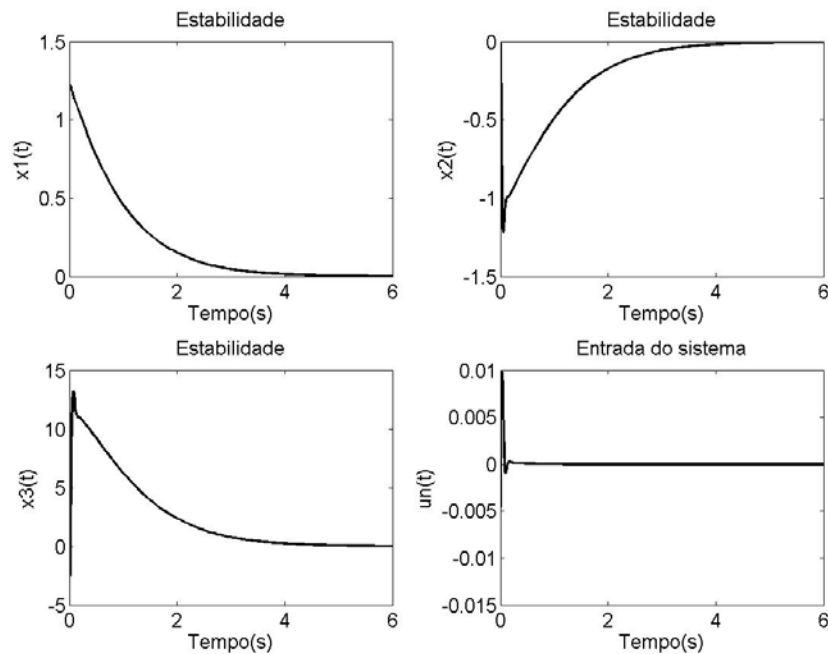 Estabilidade
1.5
1
0.5
0
x1(t)
0
2
4
6
Tempo(s)
Estabilidade
0
-0.5
-1
-1.5
x2(t)
0
2
4
6
Tempo(s)
Estabilidade
15
10
5
0
-5
x3(t)
0
2
4
6
Tempo(s)
Entrada do sistema
0.01
0.005
0
-0.005
-0.01
-0.015
un(t)
0
2
4
6
Tempo(s)